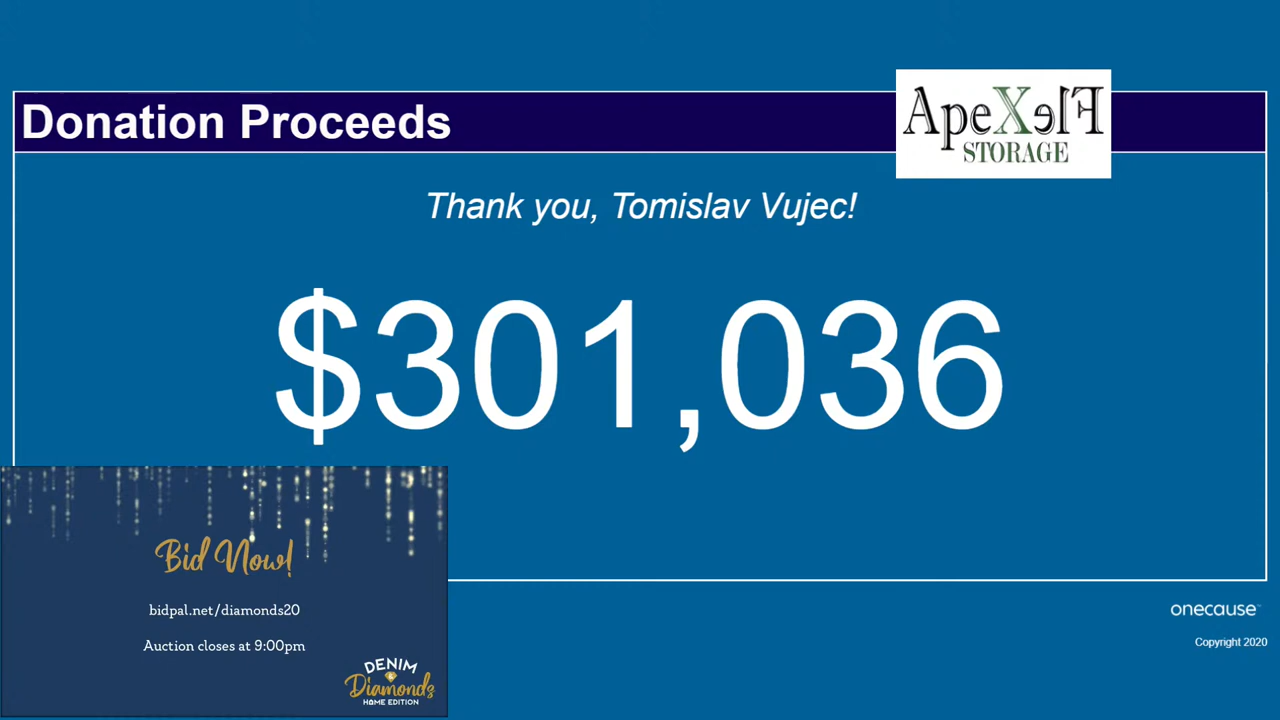 Donation Proceeds
ApeXelF
STORAGE
Thank you, Tomislav Vujec!
$301,036
Bid Now!
bidpal.net/diamonds20
Auction closes at 9:00pm
DENIM
&
Diamonds
HOME EDITION
onecause™
Copyright 2020